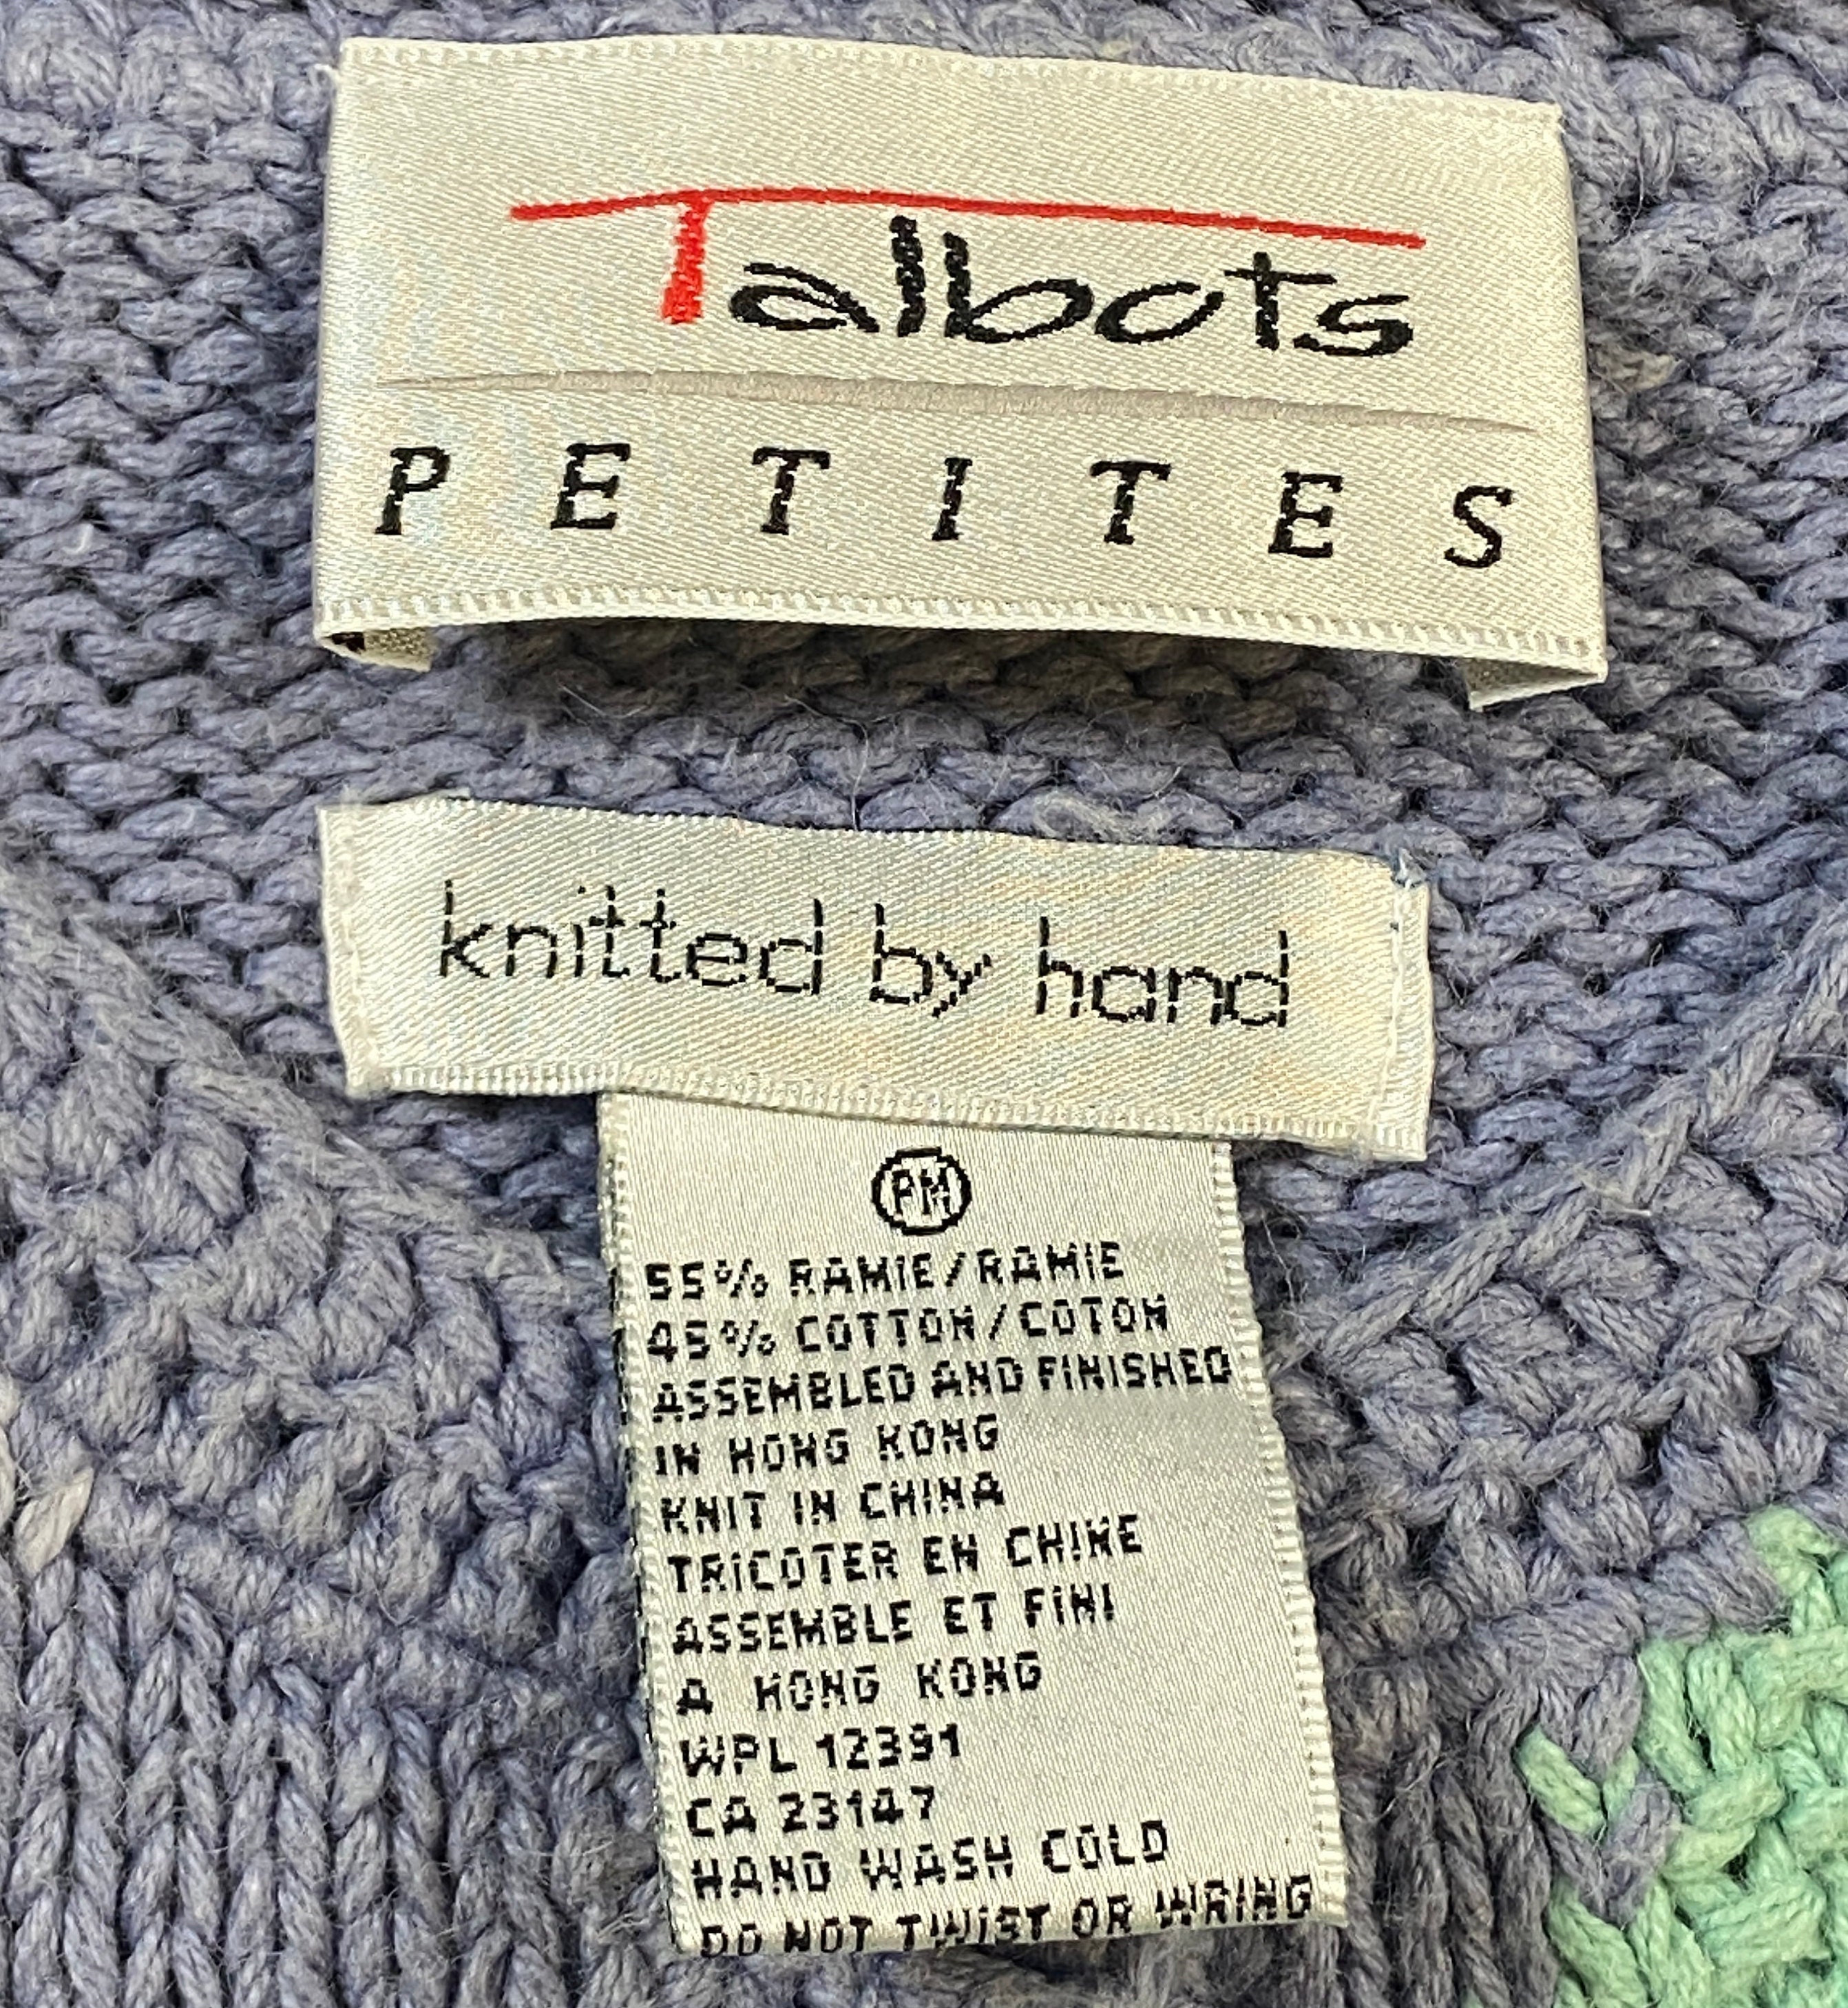 Talbots
PETITES
knitted by hand
PM
55% RAMIE/RAMIE
45% COTTON/COTON
ASSEMBLED AND FINISHED
IN HONG KONG
KNIT IN CHINA
TRICOTER EN CHINE
ASSEMBLE ET FINI
A HONG KONG
WPL 12391
CA 23147
HAND WASH COLD
DO NOT TWIST OR WRING